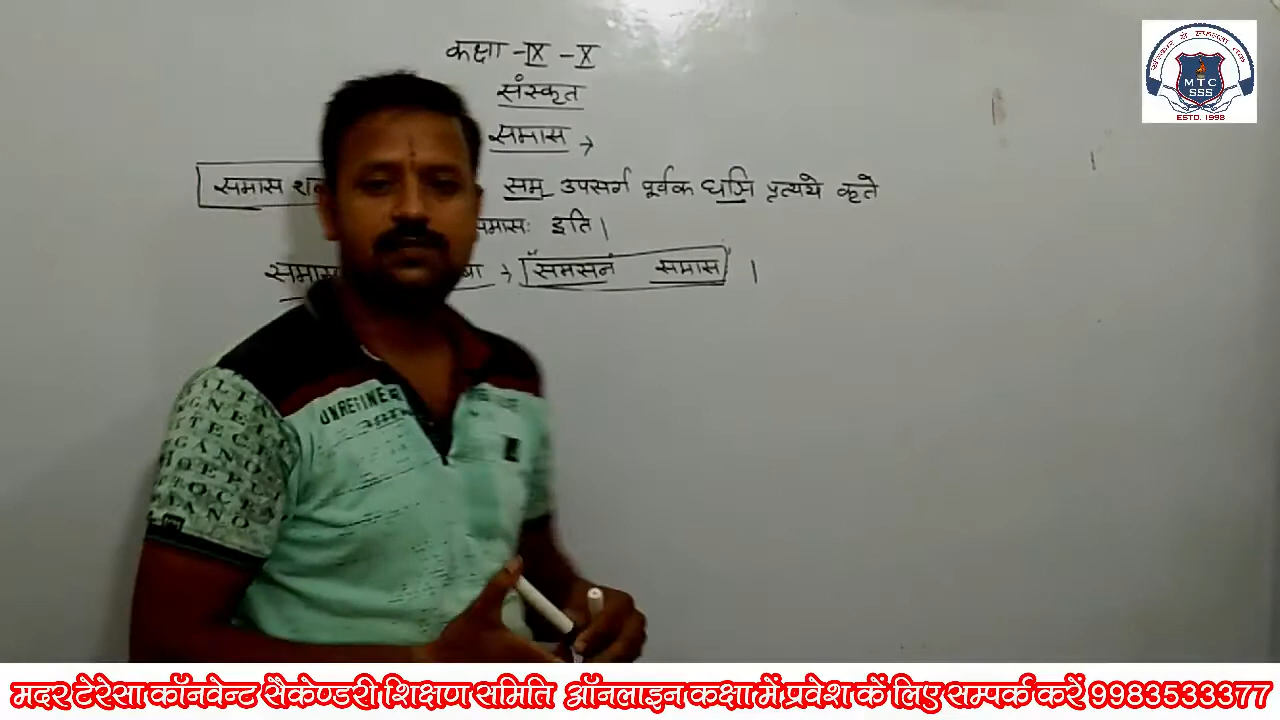 कक्षा - IX - X
संस्कृत
समास →
समास सम् उपसर्ग पूर्वक घञि प्रत्यये कृते
इति।
→ "समसनं समास" ।
MTC
SSS
ESTD. 1998
UNREFINE
मदर टेरेसा कॉनवेन्ट सैकेण्डरी शिक्षण समिति ऑनलाइन कक्षा में प्रवेश कें लिए सम्पर्क करें 9983533377